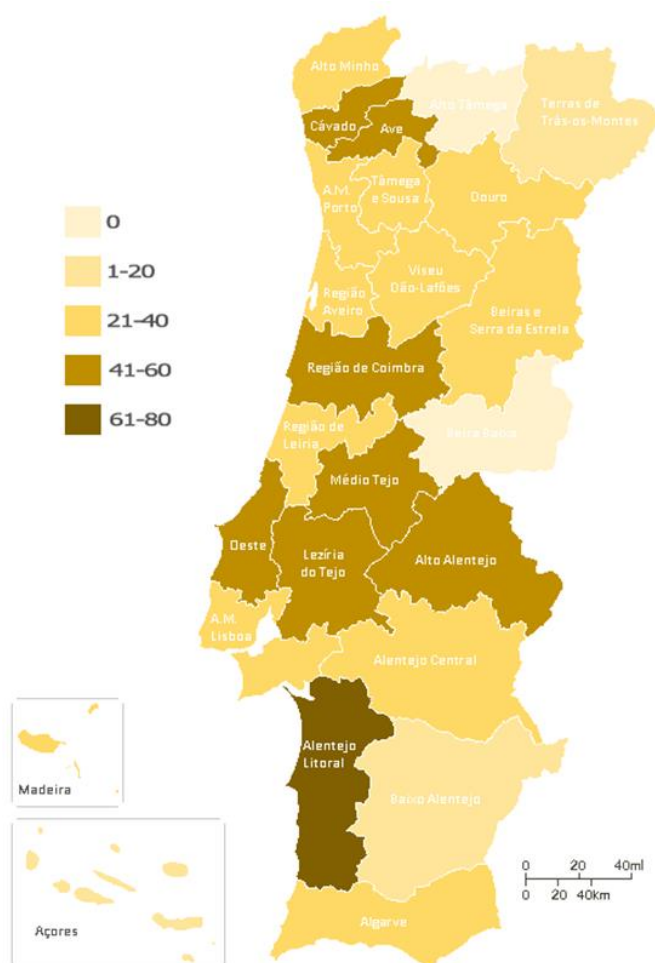 Alto Minho
Alto Tâmega
Terras de
Trás-os-Montes
Cávado
Ave
A.M.
Porto
Tâmega
e Sousa
Douro
0
1-20
21-40
41-60
61-80
Viseu
Dão-Lafões
Região
Aveiro
Beiras e
Serra da Estrela
Região de Coimbra
Região de
Leiria
Beira Baixa
Médio Tejo
Oeste
Lezíria
do Tejo
Alto Alentejo
A.M.
Lisboa
Alentejo Central
Alentejo
Litoral
Madeira
Baixo Alentejo
0 20 40ml
0 20 40km
Algarve
Açores